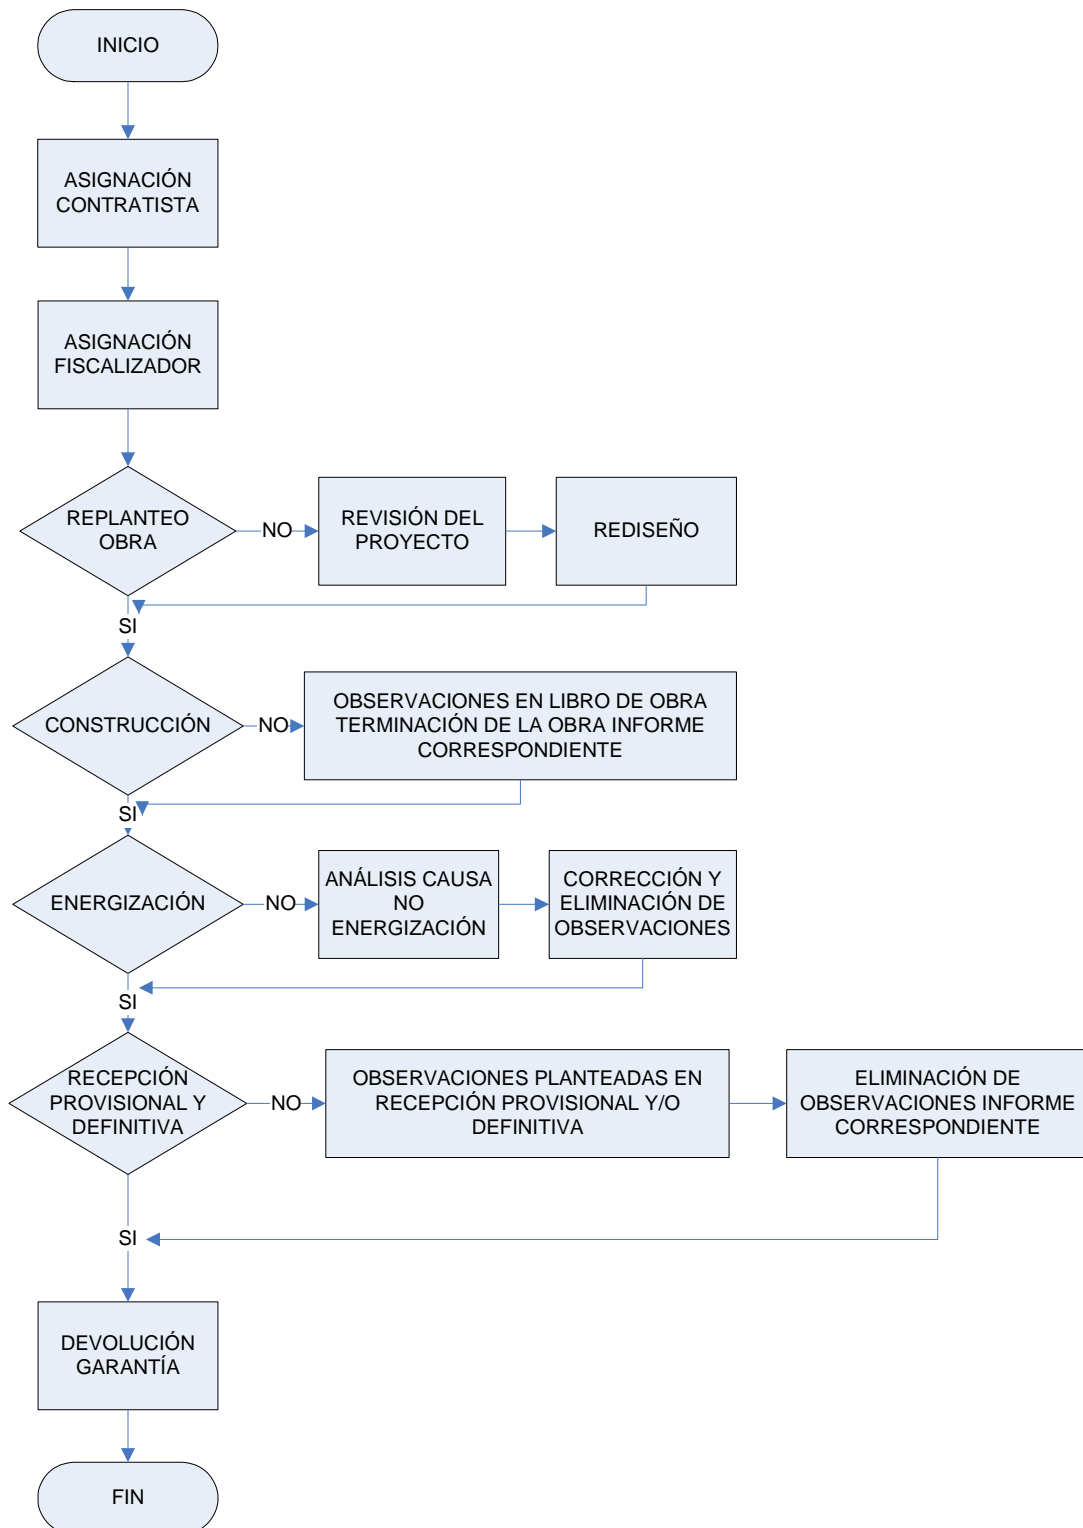 INICIO
ASIGNACIÓN
CONTRATISTA
ASIGNACIÓN
FISCALIZADOR
REPLANTEO
OBRA
NO
REVISIÓN DEL
PROYECTO
REDISEÑO
SI
CONSTRUCCIÓN
NO
OBSERVACIONES EN LIBRO DE OBRA
TERMINACIÓN DE LA OBRA INFORME
CORRESPONDIENTE
SI
ENERGIZACIÓN
NO
ANÁLISIS CAUSA
NO
ENERGIZACIÓN
CORRECCIÓN Y
ELIMINACIÓN DE
OBSERVACIONES
SI
RECEPCIÓN
PROVISIONAL Y
DEFINITIVA
NO
OBSERVACIONES PLANTEADAS EN
RECEPCIÓN PROVISIONAL Y/O
DEFINITIVA
ELIMINACIÓN DE
OBSERVACIONES INFORME
CORRESPONDIENTE
SI
DEVOLUCIÓN
GARANTÍA
FIN